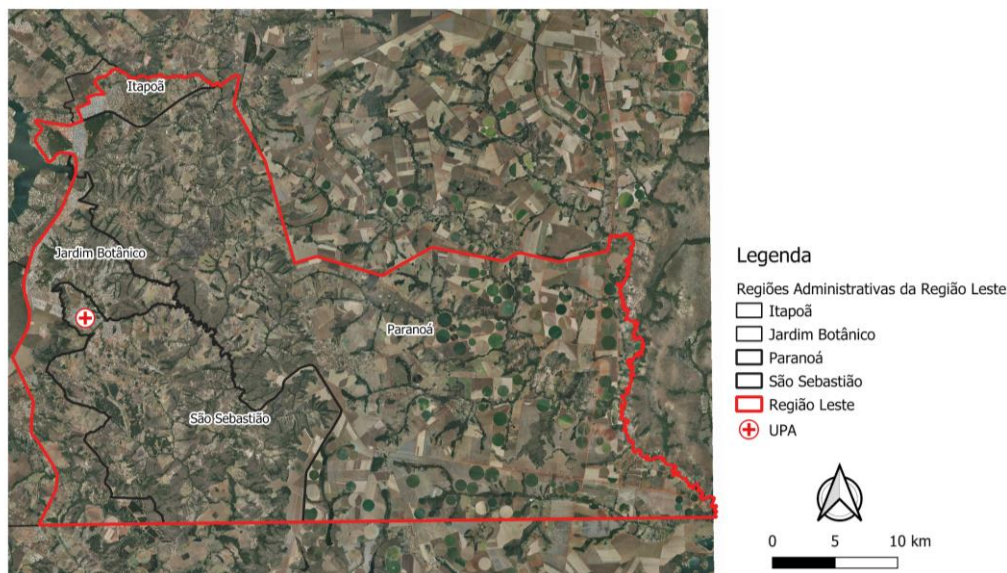 Itapoã
Jardim Botânico
Paranoá
São Sebastião
Legenda
Regiões Administrativas da Região Leste
Itapoã
Jardim Botânico
Paranoá
São Sebastião
Região Leste
UPA
0 5 10 km